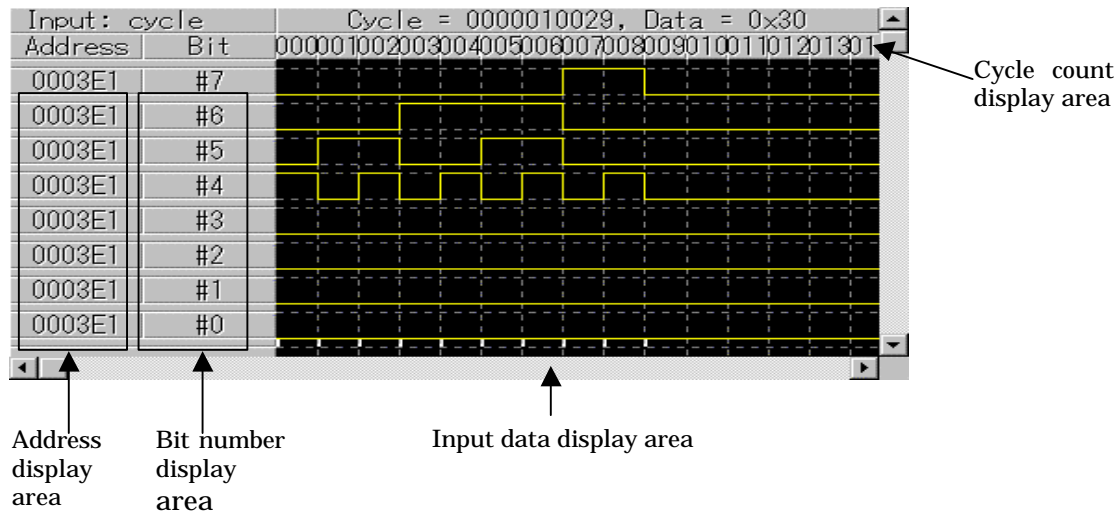 Input: cycle Cycle = 0000010029, Data = 0x30
Address Bit 00000100200300400500600700800901001101201301
0003E1 #7
0003E1 #6
0003E1 #5
0003E1 #4
0003E1 #3
0003E1 #2
0003E1 #1
0003E1 #0
Cycle count
display area
Address
display
area
Bit number
display
area
Input data display area